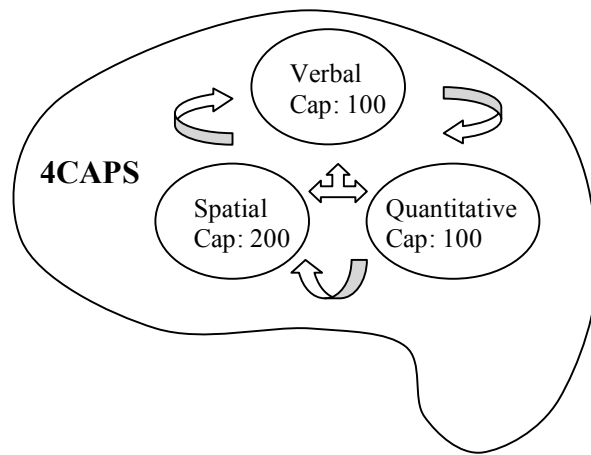 Verbal
Cap: 100
4CAPS
Spatial
Cap: 200
Quantitative
Cap: 100